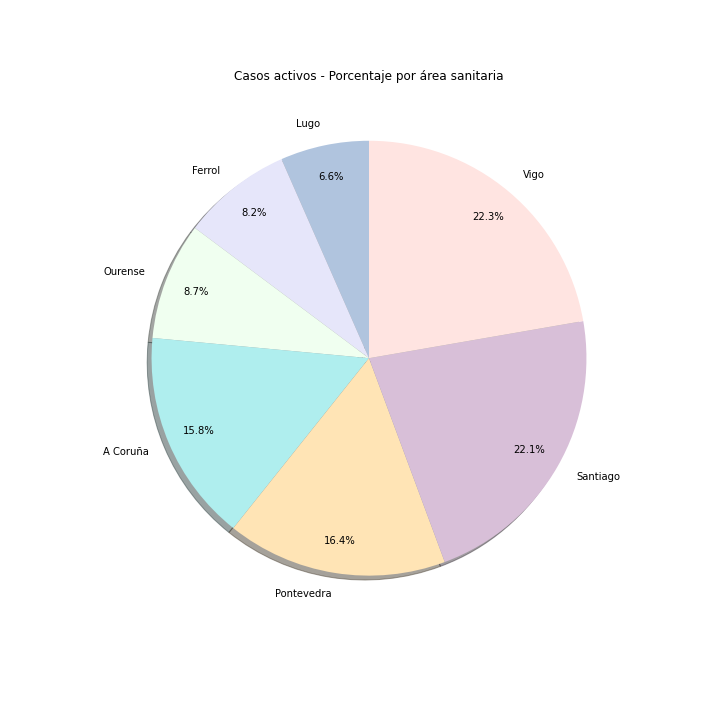 Casos activos - Porcentaje por área sanitaria
Lugo
6.6%
Vigo
22.3%
Ferrol
8.2%
Ourense
8.7%
A Coruña
15.8%
Santiago
22.1%
Pontevedra
16.4%